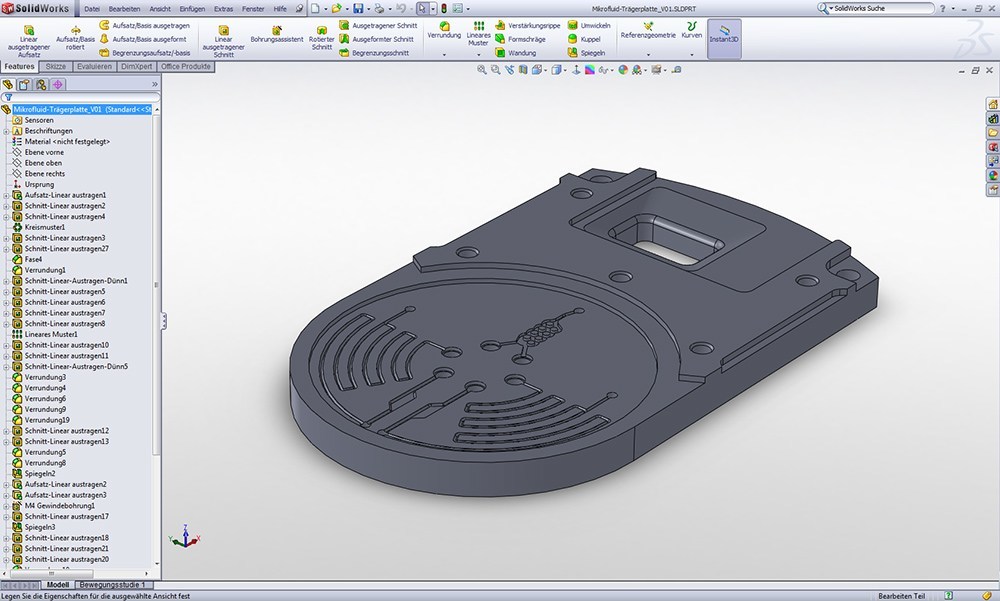 SolidWorks Datei Bearbeiten Ansicht Einfügen Extras Fenster Hilfe Mikrofluid-Trägerplatte_V01.SLDPRT SolidWorks Suche
Linear ausgetragener Aufsatz
Aufsatz/Basis rotiert
Aufsatz/Basis ausgetragen
Aufsatz/Basis ausgeformt
Begrenzungsaufsatz/-basis
Linear ausgetragener Schnitt
Bohrungsassistent
Rotierter Schnitt
Ausgetragener Schnitt
Ausgeformter Schnitt
Begrenzungsschnitt
Verrundung
Lineares Muster
Verstärkungsrippe
Formschräge
Wandung
Umwickeln
Kuppel
Spiegeln
Referenzgeometrie
Kurven
Instant3D
Features Skizze Evaluieren DimXpert Office Produkte
Mikrofluid-Trägerplatte_V01 (Standard<<St
Sensoren
Beschriftungen
Material <nicht festgelegt>
Ebene vorne
Ebene oben
Ebene rechts
Ursprung
Aufsatz-Linear austragen1
Schnitt-Linear austragen2
Schnitt-Linear austragen4
Kreismuster1
Schnitt-Linear austragen3
Schnitt-Linear austragen27
Fase4
Verrundung1
Schnitt-Linear-Austragen-Dünn1
Schnitt-Linear austragen5
Schnitt-Linear austragen6
Schnitt-Linear austragen7
Schnitt-Linear austragen8
Lineares Muster1
Schnitt-Linear austragen10
Schnitt-Linear austragen11
Schnitt-Linear-Austragen-Dünn5
Verrundung3
Verrundung4
Verrundung6
Verrundung9
Verrundung19
Schnitt-Linear austragen12
Schnitt-Linear austragen13
Verrundung5
Verrundung8
Spiegeln2
Aufsatz-Linear austragen2
Aufsatz-Linear austragen3
M4 Gewindebohrung1
Schnitt-Linear austragen17
Spiegeln3
Schnitt-Linear austragen18
Schnitt-Linear austragen21
Schnitt-Linear austragen20
Z
Y X
Modell Bewegungsstudie 1
Legen Sie die Eigenschaften für die ausgewählte Ansicht fest Bearbeiten Teil